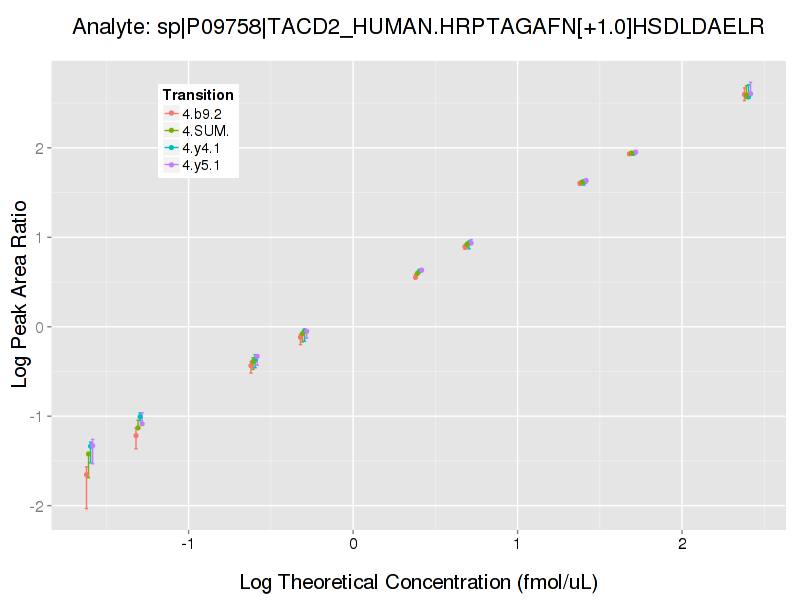 Analyte: sp|P09758|TACD2_HUMAN.HRPTAGAFN[+1.0]HSDLDAELR
Transition
4.b9.2
4.SUM.
4.y4.1
4.y5.1
Log Peak Area Ratio
2
1
0
-1
-2
-1 0 1 2
Log Theoretical Concentration (fmol/uL)